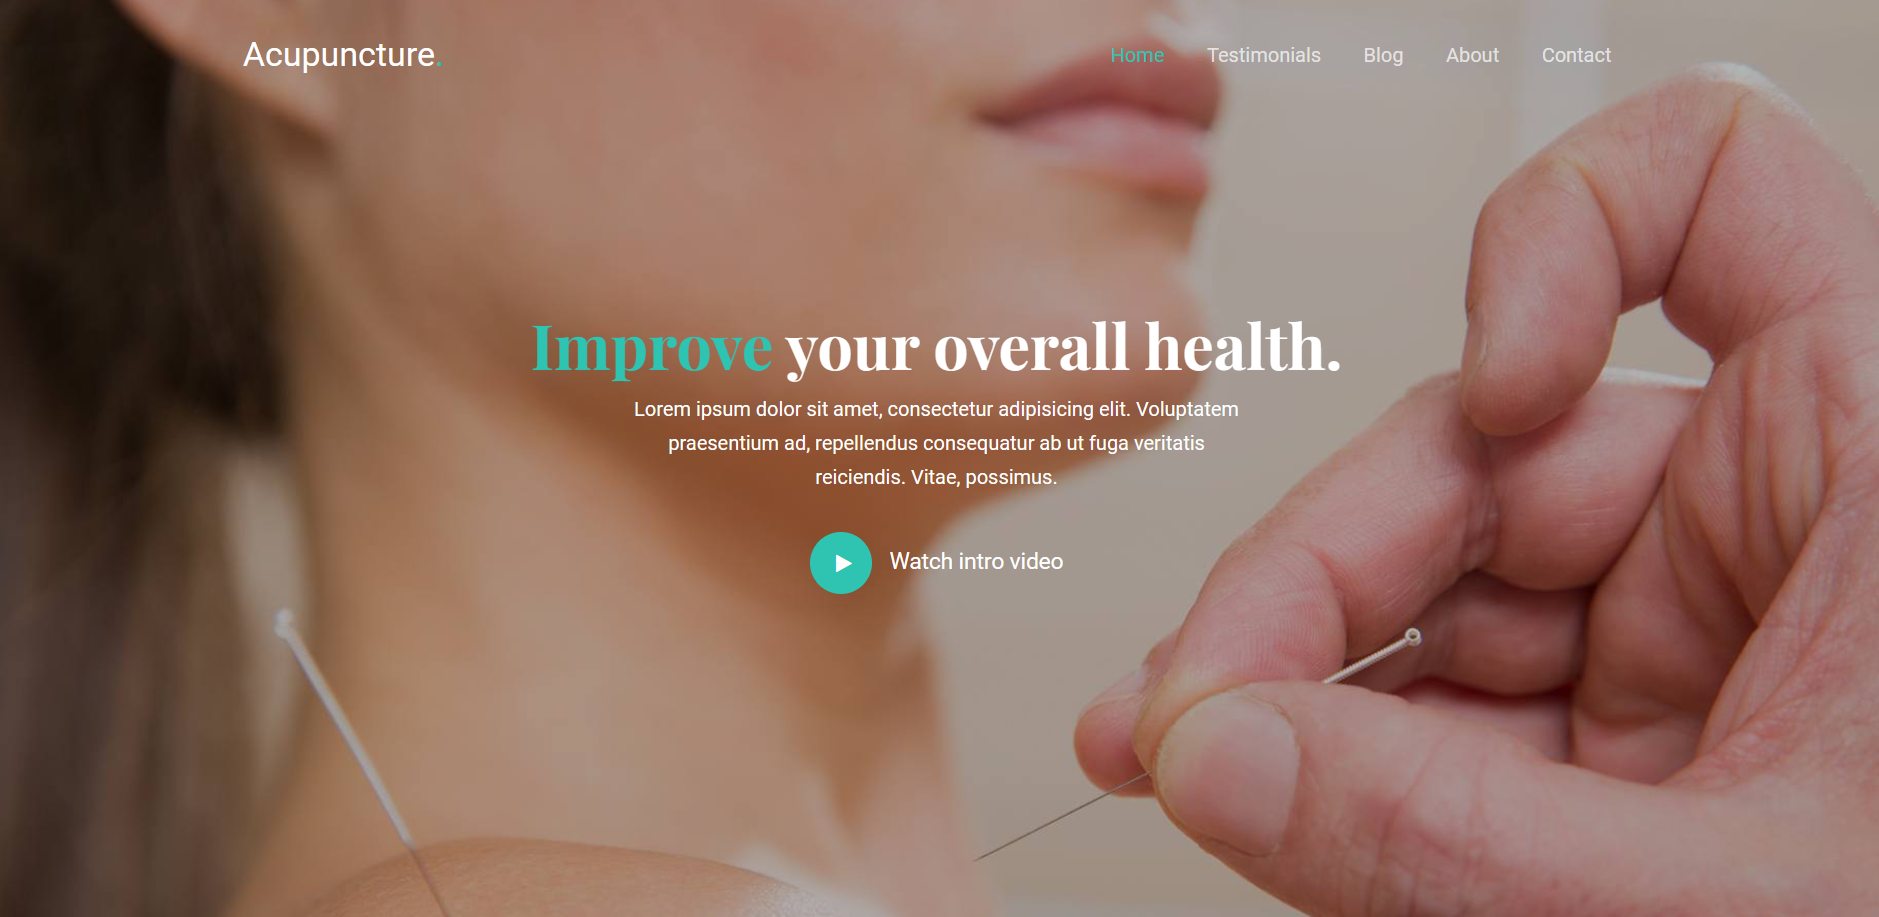 Acupuncture.
Home Testimonials Blog About Contact
Improve your overall health.
Lorem ipsum dolor sit amet, consectetur adipisicing elit. Voluptatem
praesentium ad, repellendus consequatur ab ut fuga veritatis
reiciendis. Vitae, possimus.
Watch intro video